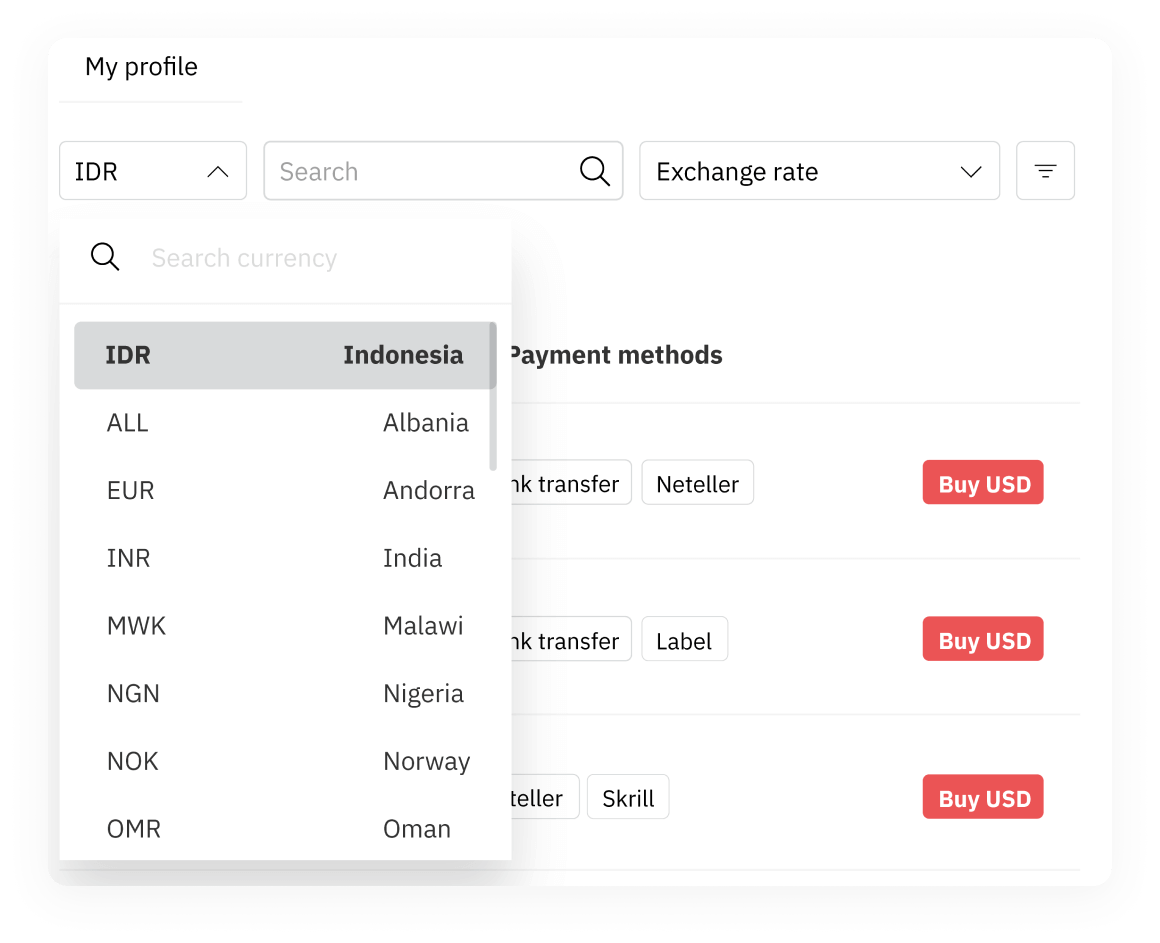 My profile
IDR Search Exchange rate
Search currency
IDR Indonesia Payment methods
ALL Albania
EUR Andorra nk transfer Neteller Buy USD
INR India
MWK Malawi nk transfer Label Buy USD
NGN Nigeria
NOK Norway
teller Skrill Buy USD
OMR Oman